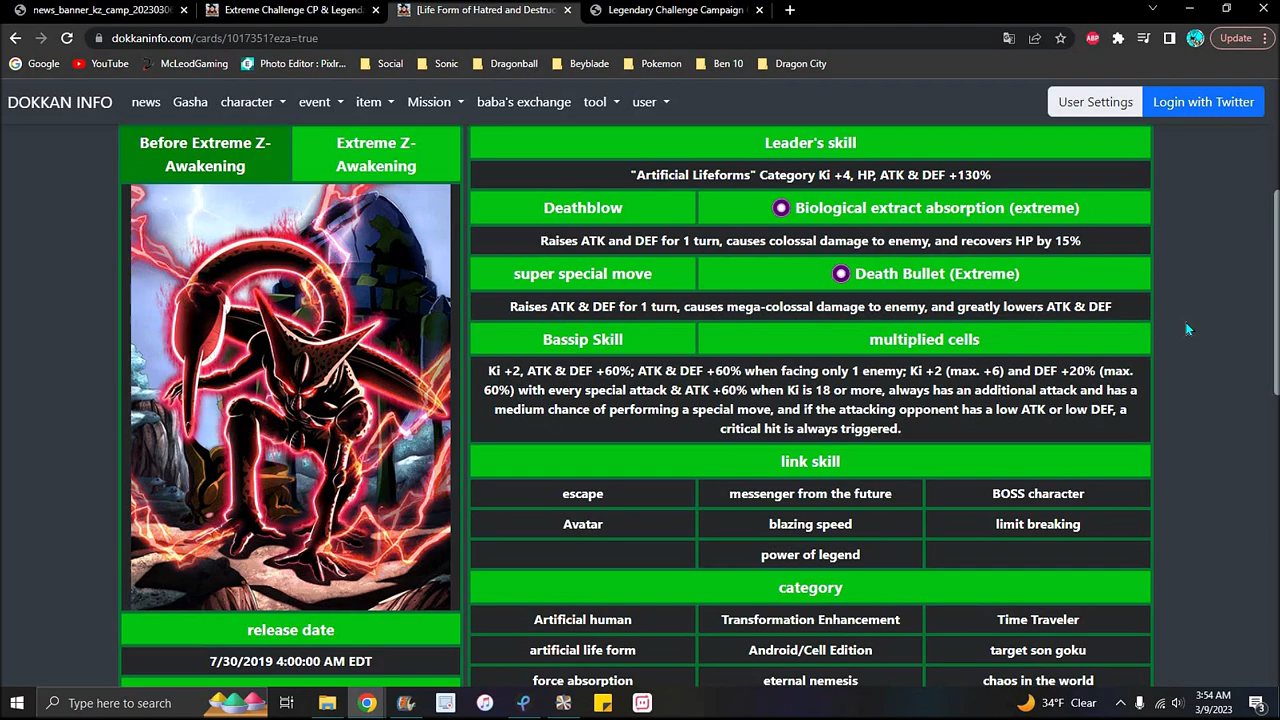 news_banner_kz_camp_20230306
Extreme Challenge CP & Legend
[Life Form of Hatred and Destruc
Legendary Challenge Campaign
dokkaninfo.com/cards/1017351?eza=true
Update
Google
YouTube
McLeodGaming
Photo Editor : Pixlr...
Social
Sonic
Dragonball
Beyblade
Pokemon
Ben 10
Dragon City
DOKKAN INFO
news
Gasha
character
event
item
Mission
baba's exchange
tool
user
User Settings
Login with Twitter
Before Extreme Z-
Awakening
Extreme Z-
Awakening
release date
7/30/2019 4:00:00 AM EDT
Leader's skill
"Artificial Lifeforms" Category Ki +4, HP, ATK & DEF +130%
Deathblow
Biological extract absorption (extreme)
Raises ATK and DEF for 1 turn, causes colossal damage to enemy, and recovers HP by 15%
super special move
Death Bullet (Extreme)
Raises ATK & DEF for 1 turn, causes mega-colossal damage to enemy, and greatly lowers ATK & DEF
Bassip Skill
multiplied cells
Ki +2, ATK & DEF +60%; ATK & DEF +60% when facing only 1 enemy; Ki +2 (max. +6) and DEF +20% (max.
60%) with every special attack & ATK +60% when Ki is 18 or more, always has an additional attack and has a
medium chance of performing a special move, and if the attacking opponent has a low ATK or low DEF, a
critical hit is always triggered.
link skill
escape
messenger from the future
BOSS character
Avatar
blazing speed
limit breaking
power of legend
category
Artificial human
Transformation Enhancement
Time Traveler
artificial life form
Android/Cell Edition
target son goku
force absorption
eternal nemesis
chaos in the world
Type here to search
34°F Clear
3:54 AM
3/9/2023
3